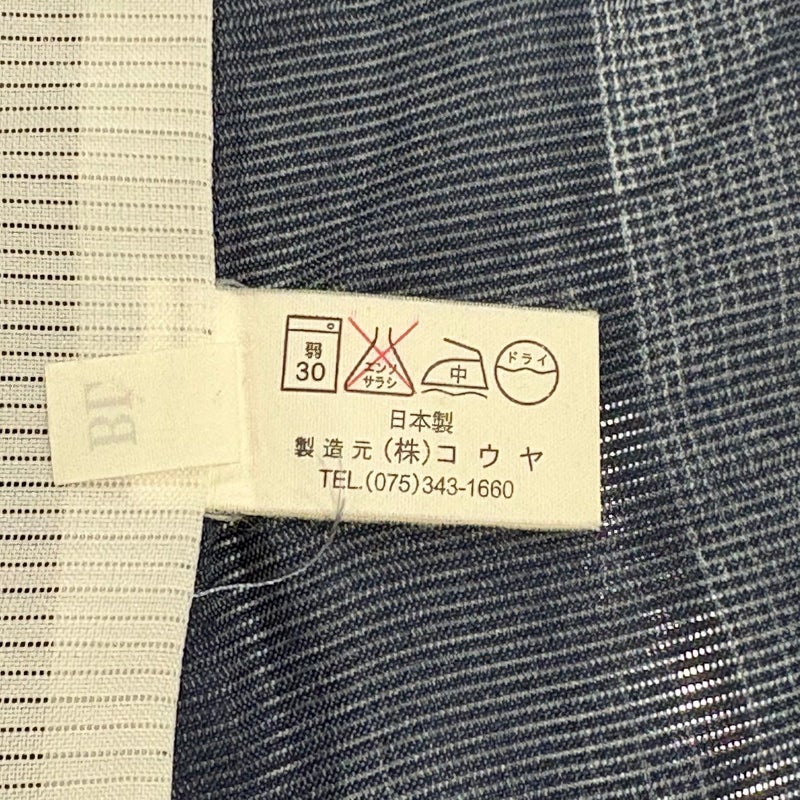 弱
30
エンソ
サラシ
中
ドライ
日本製
製造元(株)コウヤ
TEL.(075)343-1660